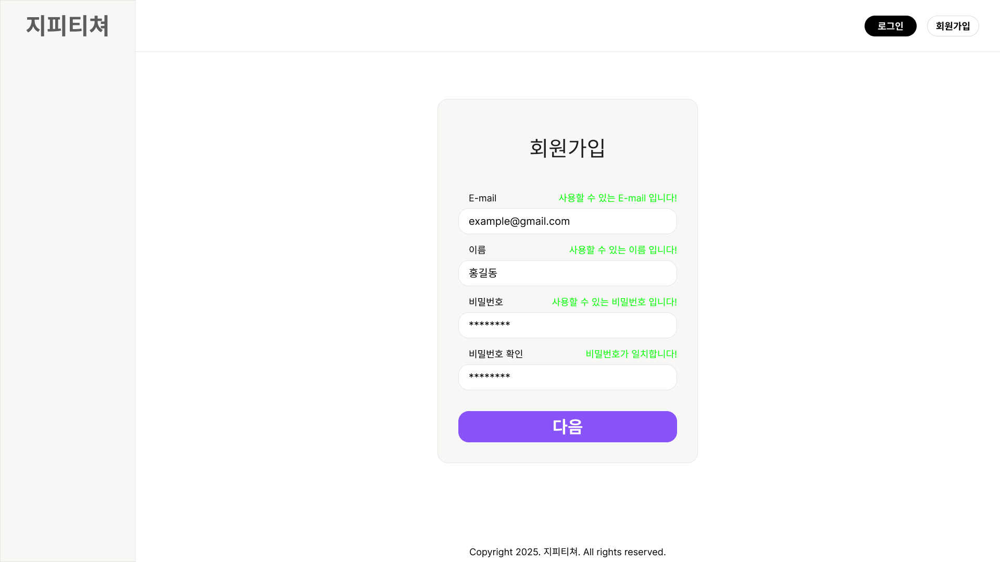 지피티쳐
로그인
회원가입
회원가입
E-mail
사용할 수 있는 E-mail 입니다!
example@gmail.com
이름
사용할 수 있는 이름 입니다!
홍길동
비밀번호
사용할 수 있는 비밀번호 입니다!
********
비밀번호 확인
비밀번호가 일치합니다!
********
다음
Copyright 2025. 지피티쳐. All rights reserved.